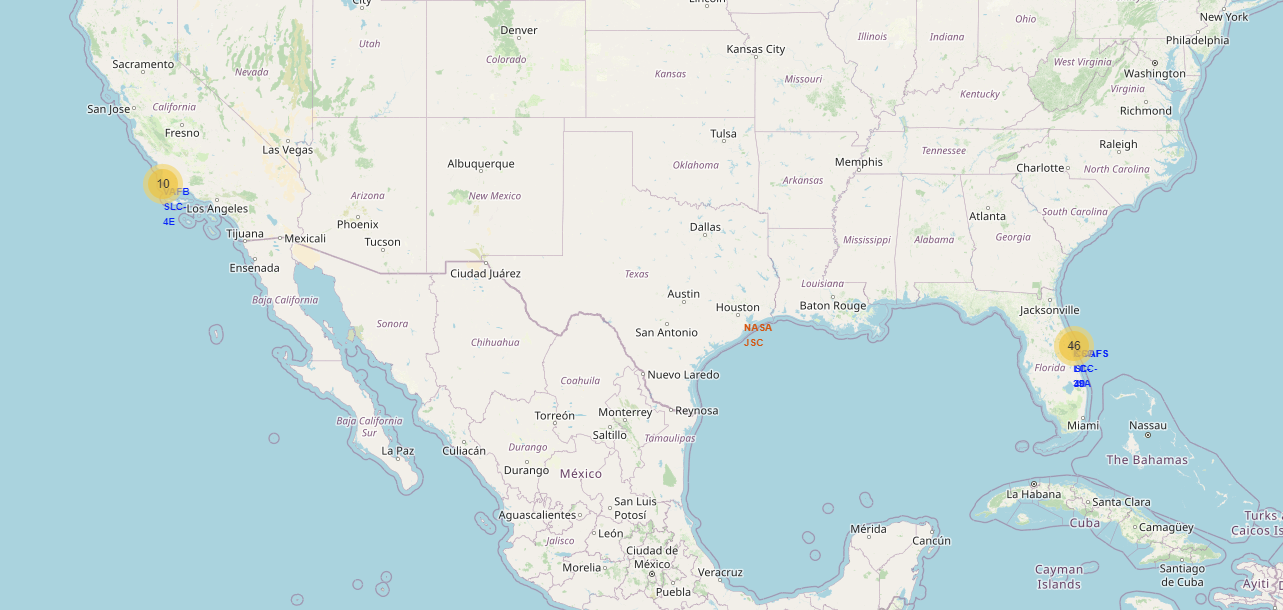 City
Lincoln
New York
Ohio
Denver
Utah
Illinois
Indiana
Philadelphia
Kansas City
Colorado
Sacramento
Nevada
Kansas
Missouri
West Virginia
Washington
Virginia
Kentucky
San Jose
California
Richmond
Fresno
Tulsa
Las Vegas
Raleigh
Tennessee
Albuquerque
Oklahoma
Memphis
Charlotte
North Carolina
10
VAFB
SLC-
4E
Arizona
New Mexico
Arkansas
Los Angeles
Atlanta
South Carolina
Phoenix
Dallas
Tijuana
Mexicali
Tucson
Mississippi
Alabama
Georgia
Ensenada
Ciudad Juárez
Texas
Louisiana
Baja California
Austin
Houston
Baton Rouge
Jacksonville
Sonora
San Antonio
NASA
JSC
Chihuahua
46
Florida
Coahuila
Nuevo Laredo
Torreón
Monterrey
Reynosa
Baja California
Sur
Saltillo
Tamaulipas
Miami
Nassau
La Paz
Culiacán
Durango
The Bahamas
Durango
México
La Habana
Santa Clara
San Luis
Potosí
Aguascalientes
Turks
Caicos
Cuba
Camagüey
León
Mérida
Cancún
Jalisco
Ciudad de
México
Morelia
Veracruz
Cayman
Islands
Santiago
de Cuba
Puebla
Ayiti